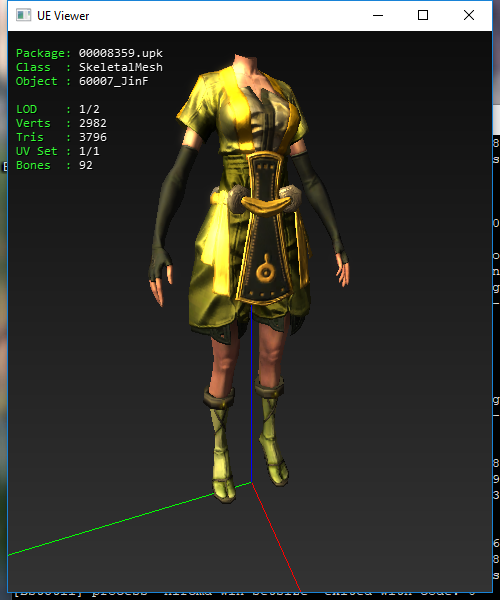 UE Viewer
Package: 00008359.upk
Class : SkeletalMesh
Object : 60007_JinF
LOD : 1/2
Verts : 2982
Tris : 3796
UV Set : 1/1
Bones : 92